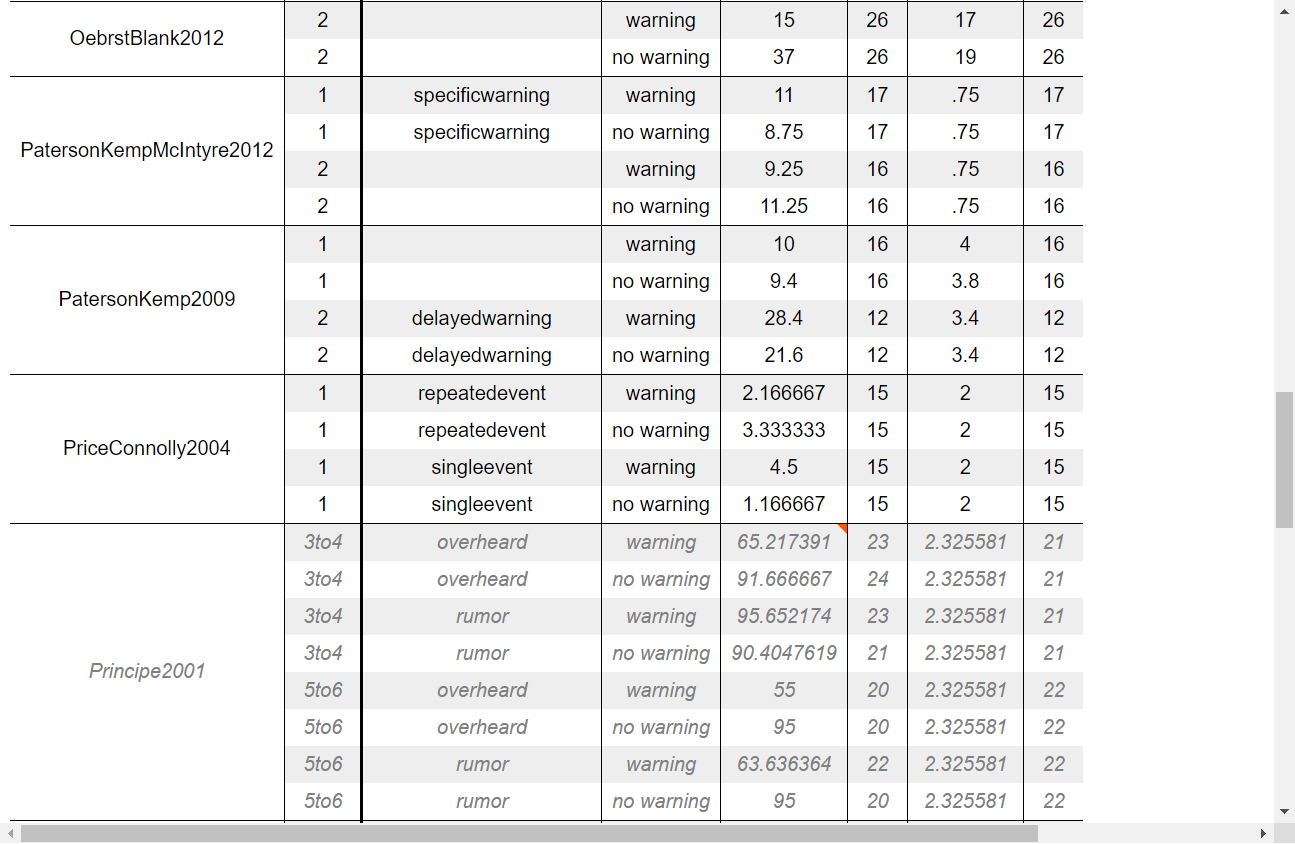 OebrstBlank2012
2 warning 15 26 17 26
2 no warning 37 26 19 26
PatersonKempMcIntyre2012
1 specificwarning warning 11 17 .75 17
1 specificwarning no warning 8.75 17 .75 17
2 warning 9.25 16 .75 16
2 no warning 11.25 16 .75 16
PatersonKemp2009
1 warning 10 16 4 16
1 no warning 9.4 16 3.8 16
2 delayedwarning warning 28.4 12 3.4 12
2 delayedwarning no warning 21.6 12 3.4 12
PriceConnolly2004
1 repeatedevent warning 2.166667 15 2 15
1 repeatedevent no warning 3.333333 15 2 15
1 singleevent warning 4.5 15 2 15
1 singleevent no warning 1.166667 15 2 15
Principe2001
3to4 overheard warning 65.217391 23 2.325581 21
3to4 overheard no warning 91.666667 24 2.325581 21
3to4 rumor warning 95.652174 23 2.325581 21
3to4 rumor no warning 90.4047619 21 2.325581 21
5to6 overheard warning 55 20 2.325581 22
5to6 overheard no warning 95 20 2.325581 22
5to6 rumor warning 63.636364 22 2.325581 22
5to6 rumor no warning 95 20 2.325581 22